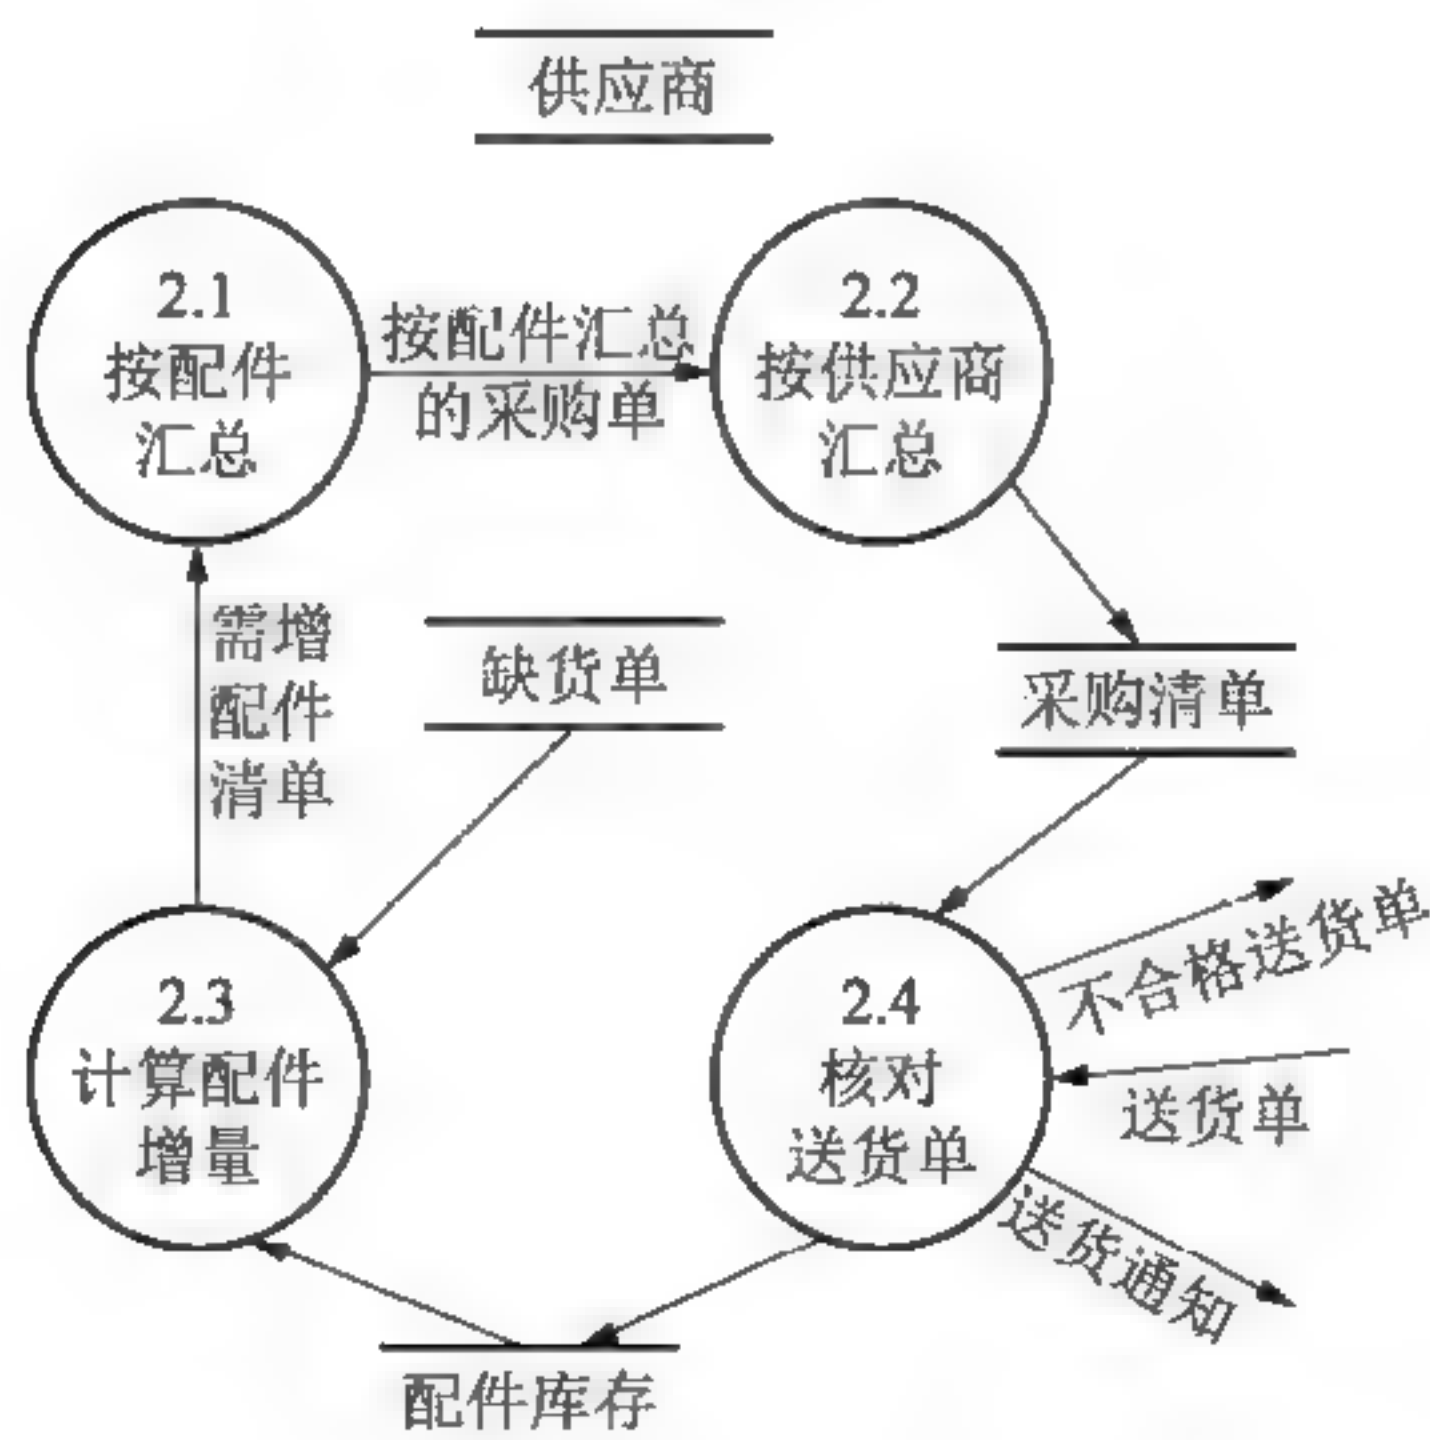 供应商
2.1
按配件
汇总
按配件汇总
的采购单
2.2
按供应商
汇总
需增
配件
清单
缺货单
采购清单
2.3
计算配件
增量
2.4
核对
送货单
不合格送货单
送货单
送货通知
配件库存